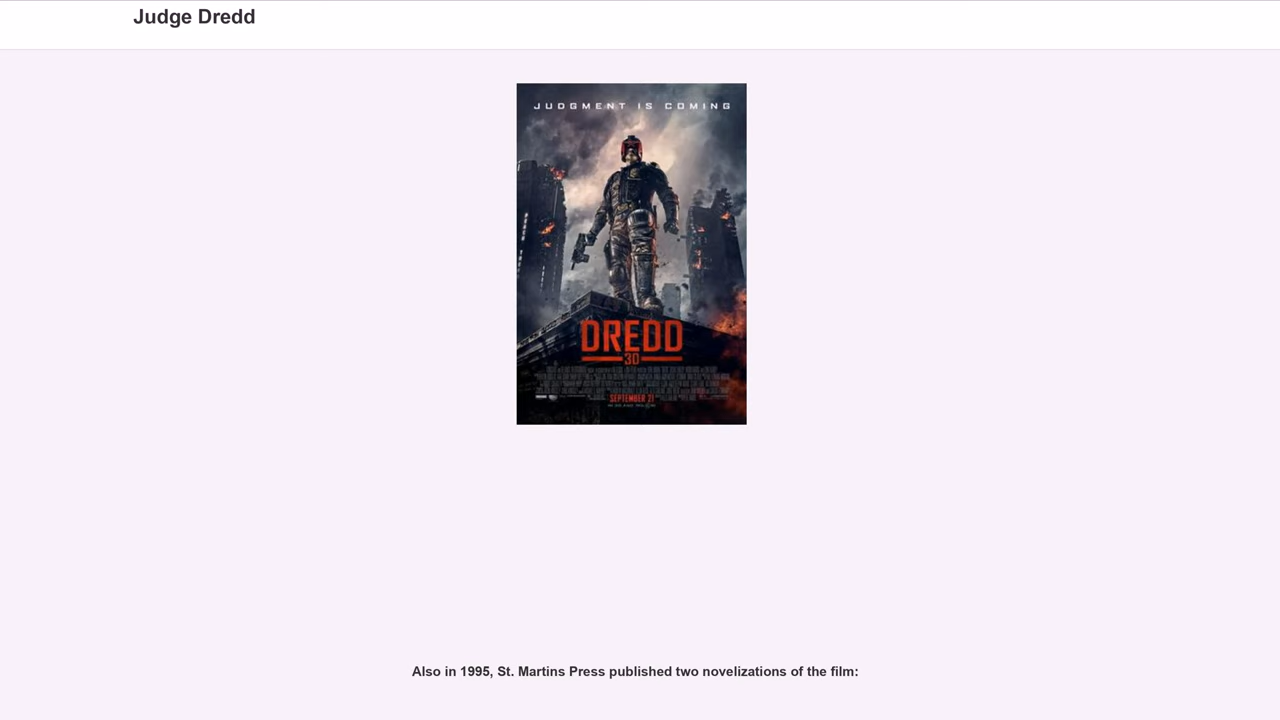 Judge Dredd
JUDGMENT IS COMING
DREDD
3D
SEPTEMBER 21
Also in 1995, St. Martins Press published two novelizations of the film: